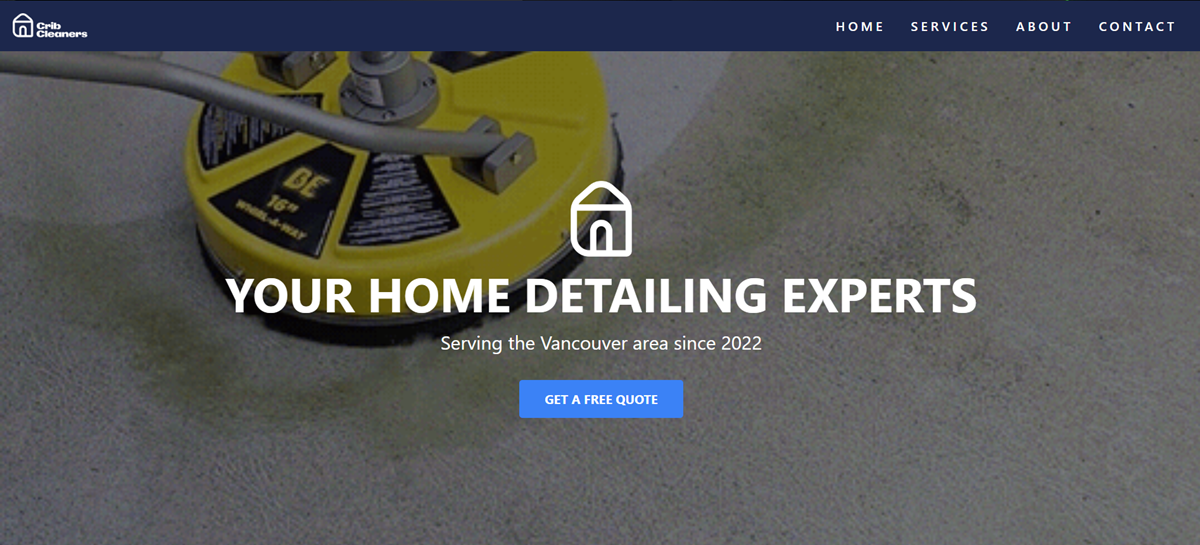 Crib
Cleaners
HOME SERVICES ABOUT CONTACT
BE
16"
WHIRL-A-WAY
YOUR HOME DETAILING EXPERTS
Serving the Vancouver area since 2022
GET A FREE QUOTE